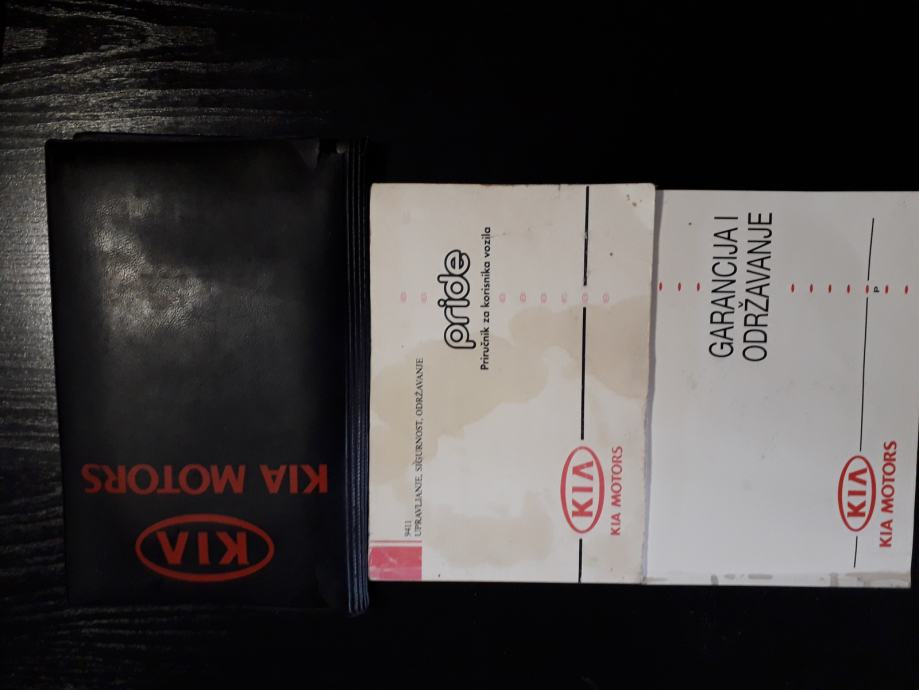 KIA
KIA MOTORS
9411
UPRAVLJANJE, SIGURNOST, ODRŽAVANJE
pride
Priručnik za korisnika vozila
KIA
KIA MOTORS
GARANCIJA I
ODRŽAVANJE
P
KIA
KIA MOTORS